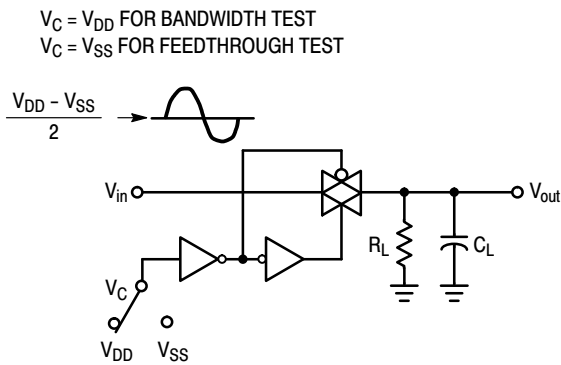 V_C = V_DD FOR BANDWIDTH TEST
V_C = V_SS FOR FEEDTHROUGH TEST
V_DD – V_SS
2
V_in
V_out
R_L
C_L
V_C
V_DD V_SS